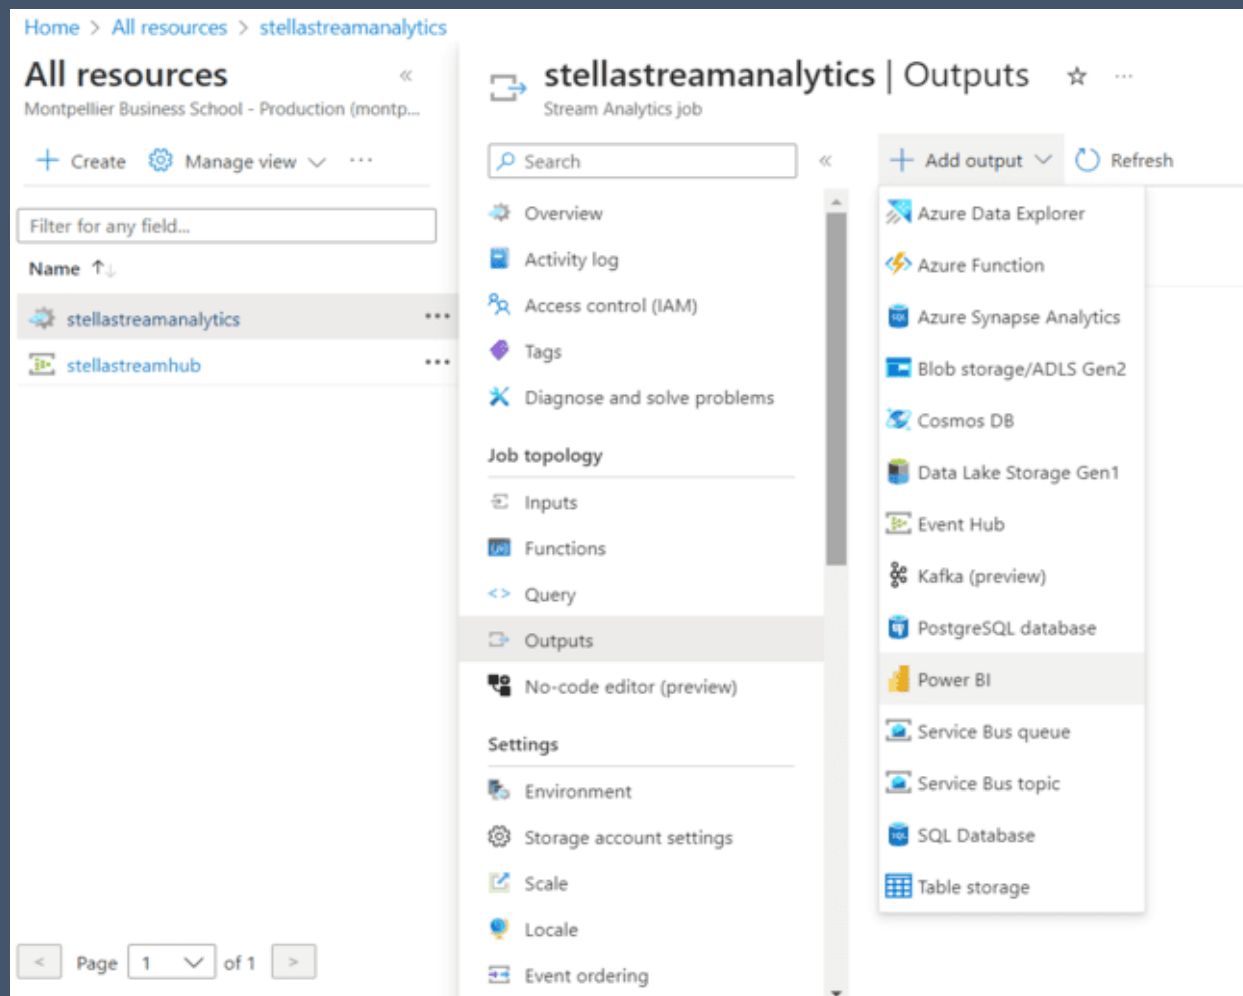 Home > All resources > stellastreamanalytics
All resources
«
Montpellier Business School - Production (montp...
+ Create Manage view ...
Filter for any field...
Name ↑↓
stellastreamanalytics ...
stellastreamhub ...
< Page 1 of 1 >
stellastreamanalytics | Outputs ☆ ...
Stream Analytics job
Search
«
Overview
Activity log
Access control (IAM)
Tags
Diagnose and solve problems
Job topology
Inputs
Functions
Query
Outputs
No-code editor (preview)
Settings
Environment
Storage account settings
Scale
Locale
Event ordering
+ Add output Refresh
Azure Data Explorer
Azure Function
Azure Synapse Analytics
Blob storage/ADLS Gen2
Cosmos DB
Data Lake Storage Gen1
Event Hub
Kafka (preview)
PostgreSQL database
Power BI
Service Bus queue
Service Bus topic
SQL Database
Table storage